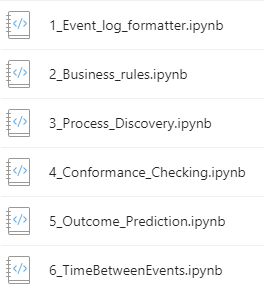 1_Event_log_formatter.ipynb
2_Business_rules.ipynb
3_Process_Discovery.ipynb
4_Conformance_Checking.ipynb
5_Outcome_Prediction.ipynb
6_TimeBetweenEvents.ipynb